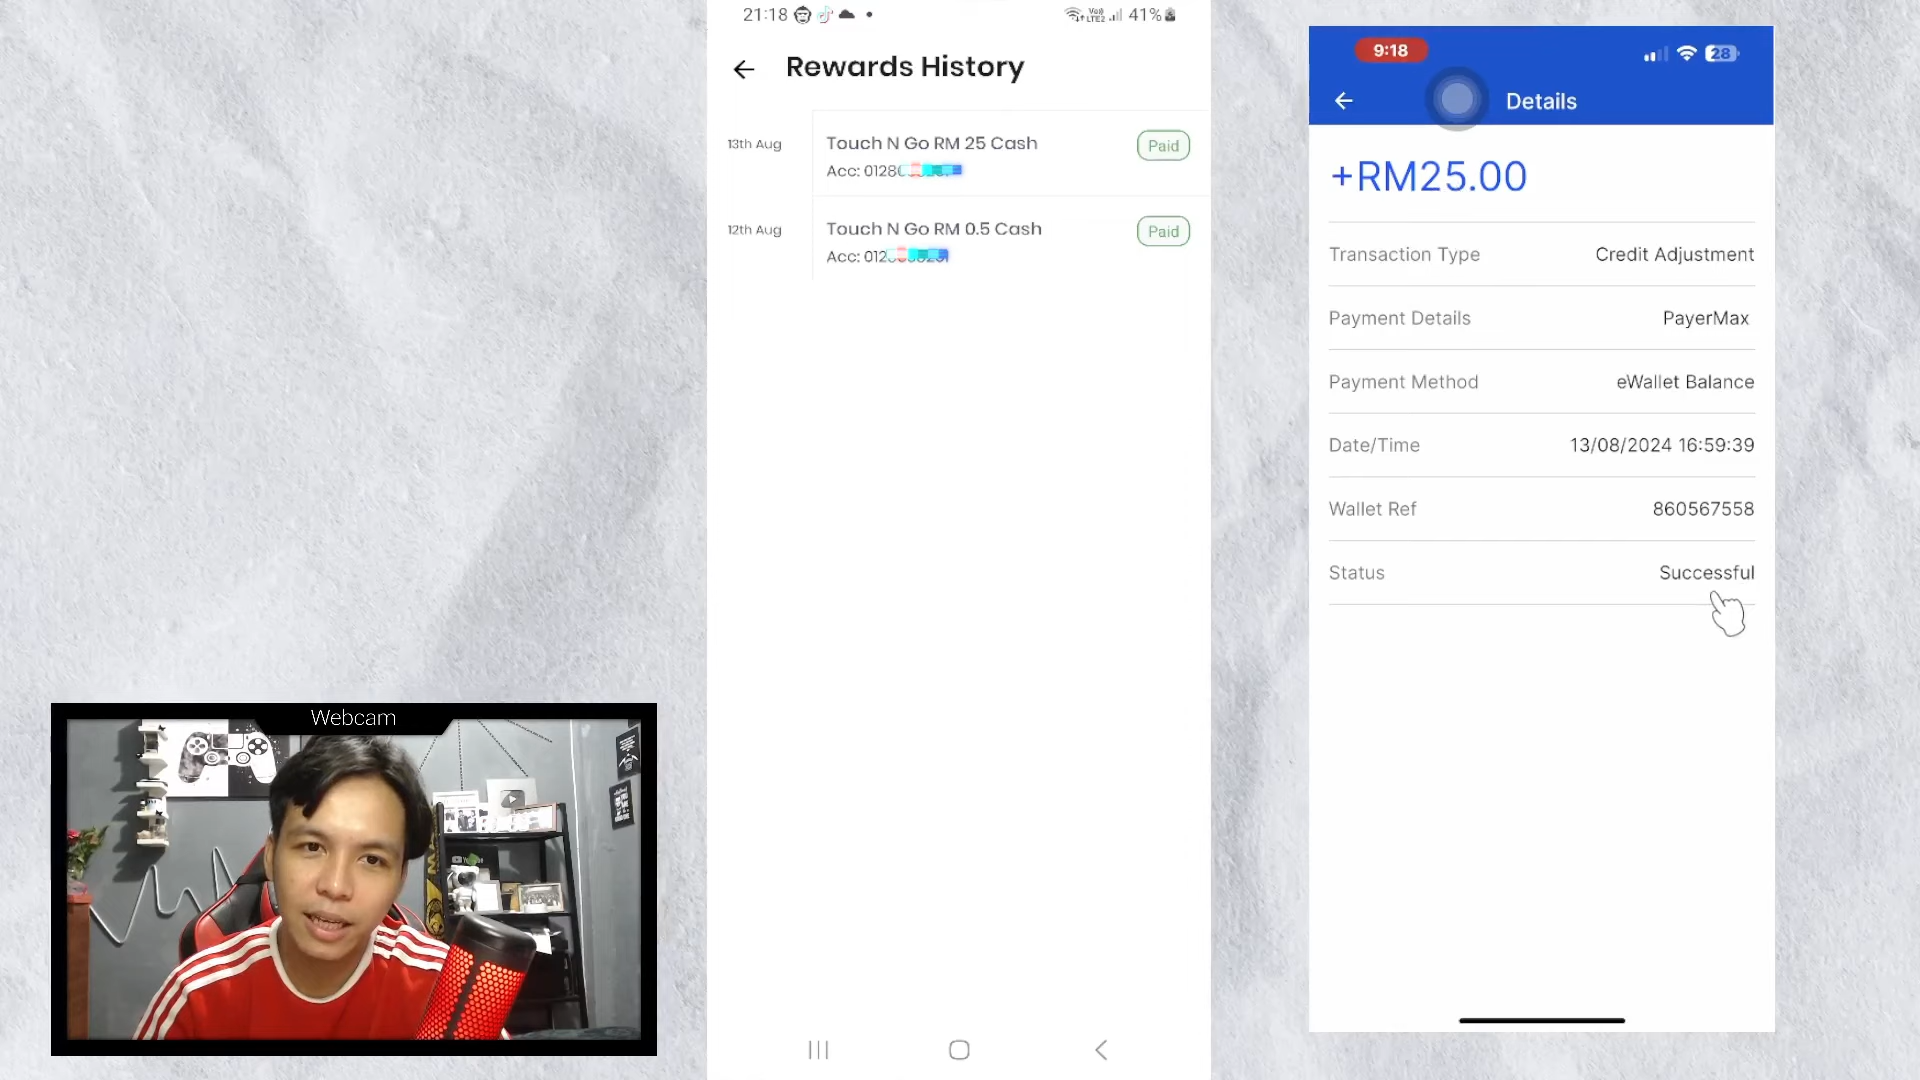 21:18
Vo))
LTE2
41%
Rewards History
13th Aug
Touch N Go RM 25 Cash
Paid
Acc: 0128
12th Aug
Touch N Go RM 0.5 Cash
Paid
Acc: 012
9:18
28
Details
+RM25.00
Transaction Type
Credit Adjustment
Payment Details
PayerMax
Payment Method
eWallet Balance
Date/Time
13/08/2024 16:59:39
Wallet Ref
860567558
Status
Successful
Webcam